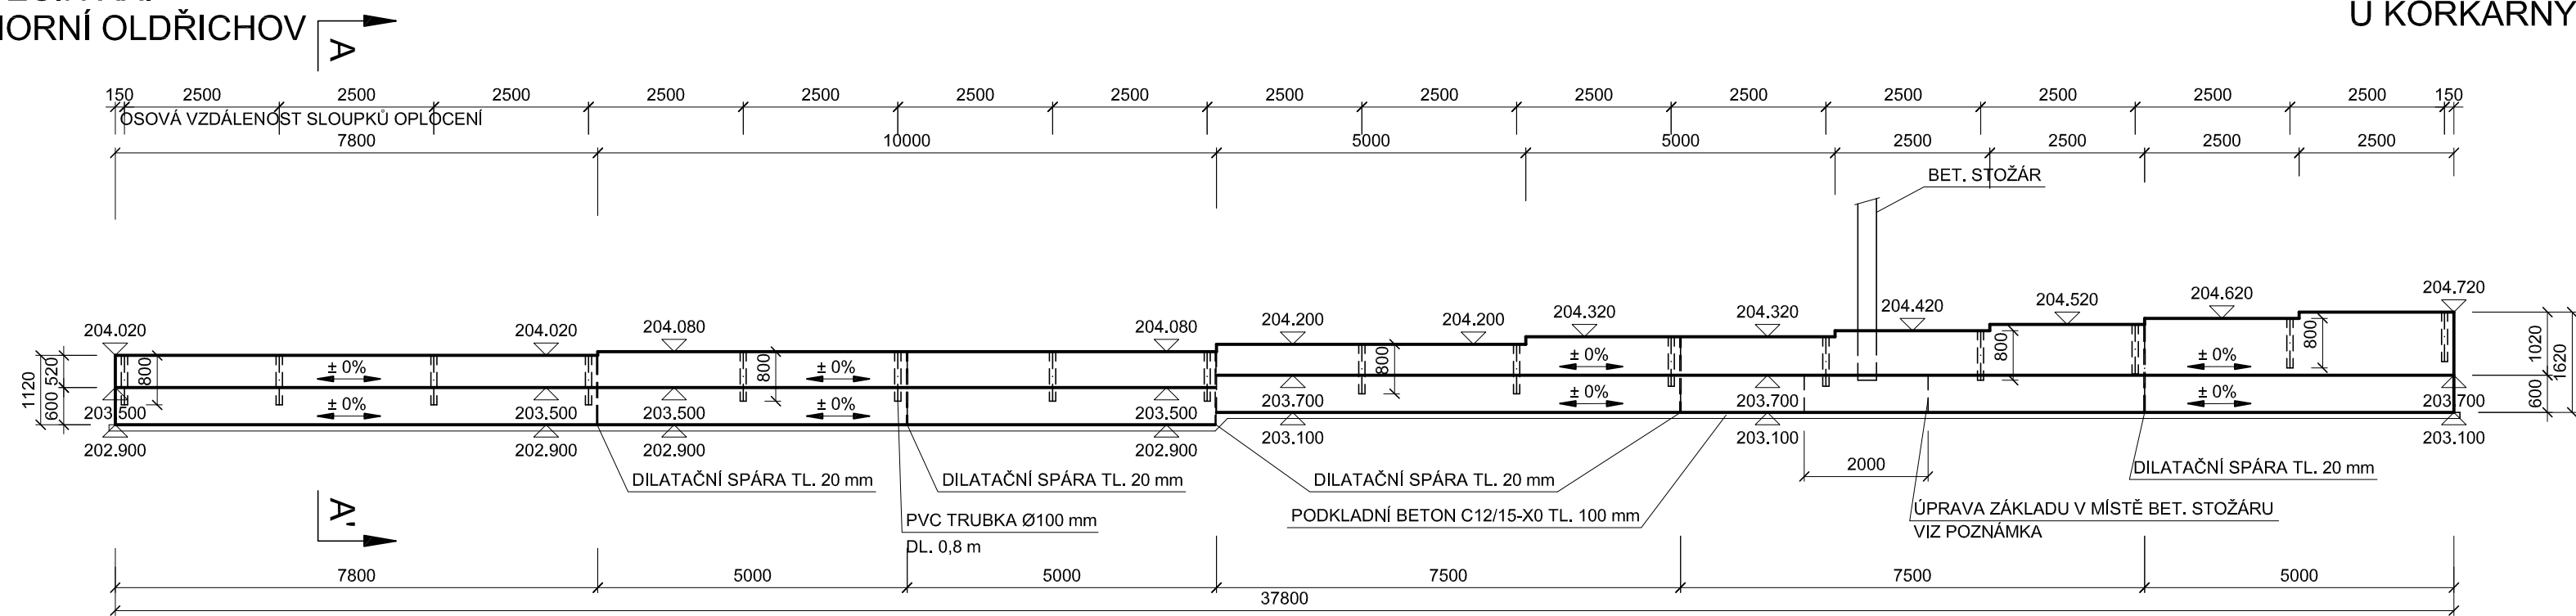 HORNÍ OLDŘICHOV
U KORKÁRNY
A
150 2500 2500 2500 2500 2500 2500 2500 2500 2500 2500 2500 2500 2500 2500 2500 150
OSOVÁ VZDÁLENOST SLOUPKŮ OPLOCENÍ
7800 10000 5000 5000 2500 2500 2500 2500
BET. STOŽÁR
204.020 204.020 204.080 204.080 204.200 204.200 204.320 204.320 204.420 204.520 204.620 204.720
1120 520 600 800 ± 0% 800 ± 0% 800 ± 0% 800 ± 0% 800 1020 600 1620
± 0% ± 0% ± 0% ± 0%
203.500 203.500 203.500 203.500 203.700 203.700 203.700
202.900 202.900 202.900 202.900 203.100 203.100 203.100
2000
DILATAČNÍ SPÁRA TL. 20 mm
DILATAČNÍ SPÁRA TL. 20 mm
DILATAČNÍ SPÁRA TL. 20 mm
DILATAČNÍ SPÁRA TL. 20 mm
PVC TRUBKA Ø100 mm
DL. 0,8 m
PODKLADNÍ BETON C12/15-X0 TL. 100 mm
ÚPRAVA ZÁKLADU V MÍSTĚ BET. STOŽÁRU
VIZ POZNÁMKA
A'
7800 5000 5000 7500 7500 5000
37800